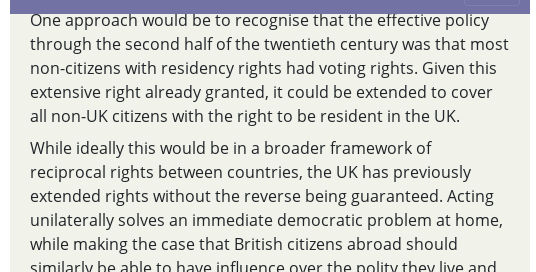 One approach would be to recognise that the effective policy
through the second half of the twentieth century was that most
non-citizens with residency rights had voting rights. Given this
extensive right already granted, it could be extended to cover
all non-UK citizens with the right to be resident in the UK.
While ideally this would be in a broader framework of
reciprocal rights between countries, the UK has previously
extended rights without the reverse being guaranteed. Acting
unilaterally solves an immediate democratic problem at home,
while making the case that British citizens abroad should
similarly be able to have influence over the polity they live and